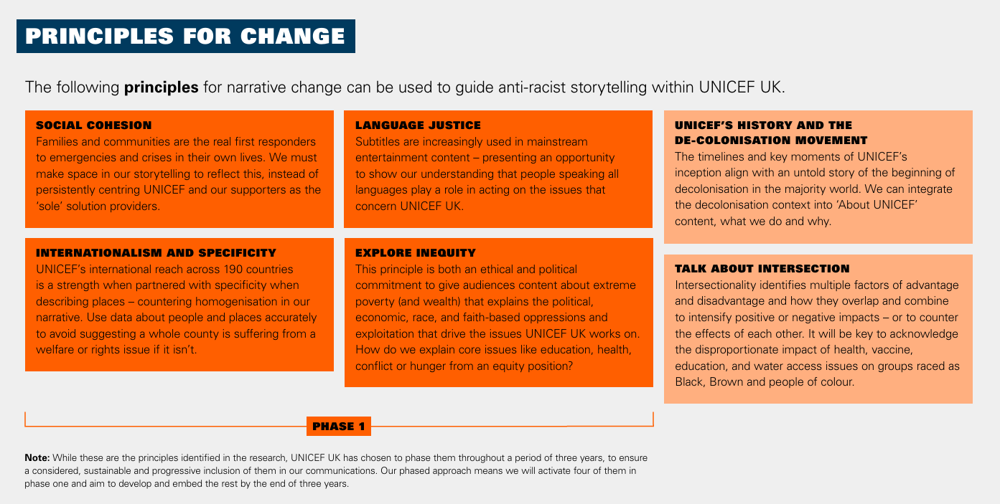 PRINCIPLES FOR CHANGE
The following principles for narrative change can be used to guide anti-racist storytelling within UNICEF UK.
SOCIAL COHESION
Families and communities are the real first responders
to emergencies and crises in their own lives. We must
make space in our storytelling to reflect this, instead of
persistently centring UNICEF and our supporters as the
‘sole’ solution providers.
LANGUAGE JUSTICE
Subtitles are increasingly used in mainstream
entertainment content – presenting an opportunity
to show our understanding that people speaking all
languages play a role in acting on the issues that
concern UNICEF UK.
UNICEF’S HISTORY AND THE
DE-COLONISATION MOVEMENT
The timelines and key moments of UNICEF’s
inception align with an untold story of the beginning of
decolonisation in the majority world. We can integrate
the decolonisation context into ‘About UNICEF’
content, what we do and why.
INTERNATIONALISM AND SPECIFICITY
UNICEF’s international reach across 190 countries
is a strength when partnered with specificity when
describing places – countering homogenisation in our
narrative. Use data about people and places accurately
to avoid suggesting a whole county is suffering from a
welfare or rights issue if it isn’t.
EXPLORE INEQUITY
This principle is both an ethical and political
commitment to give audiences content about extreme
poverty (and wealth) that explains the political,
economic, race, and faith-based oppressions and
exploitation that drive the issues UNICEF UK works on.
How do we explain core issues like education, health,
conflict or hunger from an equity position?
TALK ABOUT INTERSECTION
Intersectionality identifies multiple factors of advantage
and disadvantage and how they overlap and combine
to intensify positive or negative impacts – or to counter
the effects of each other. It will be key to acknowledge
the disproportionate impact of health, vaccine,
education, and water access issues on groups raced as
Black, Brown and people of colour.
PHASE 1
Note: While these are the principles identified in the research, UNICEF UK has chosen to phase them throughout a period of three years, to ensure
a considered, sustainable and progressive inclusion of them in our communications. Our phased approach means we will activate four of them in
phase one and aim to develop and embed the rest by the end of three years.